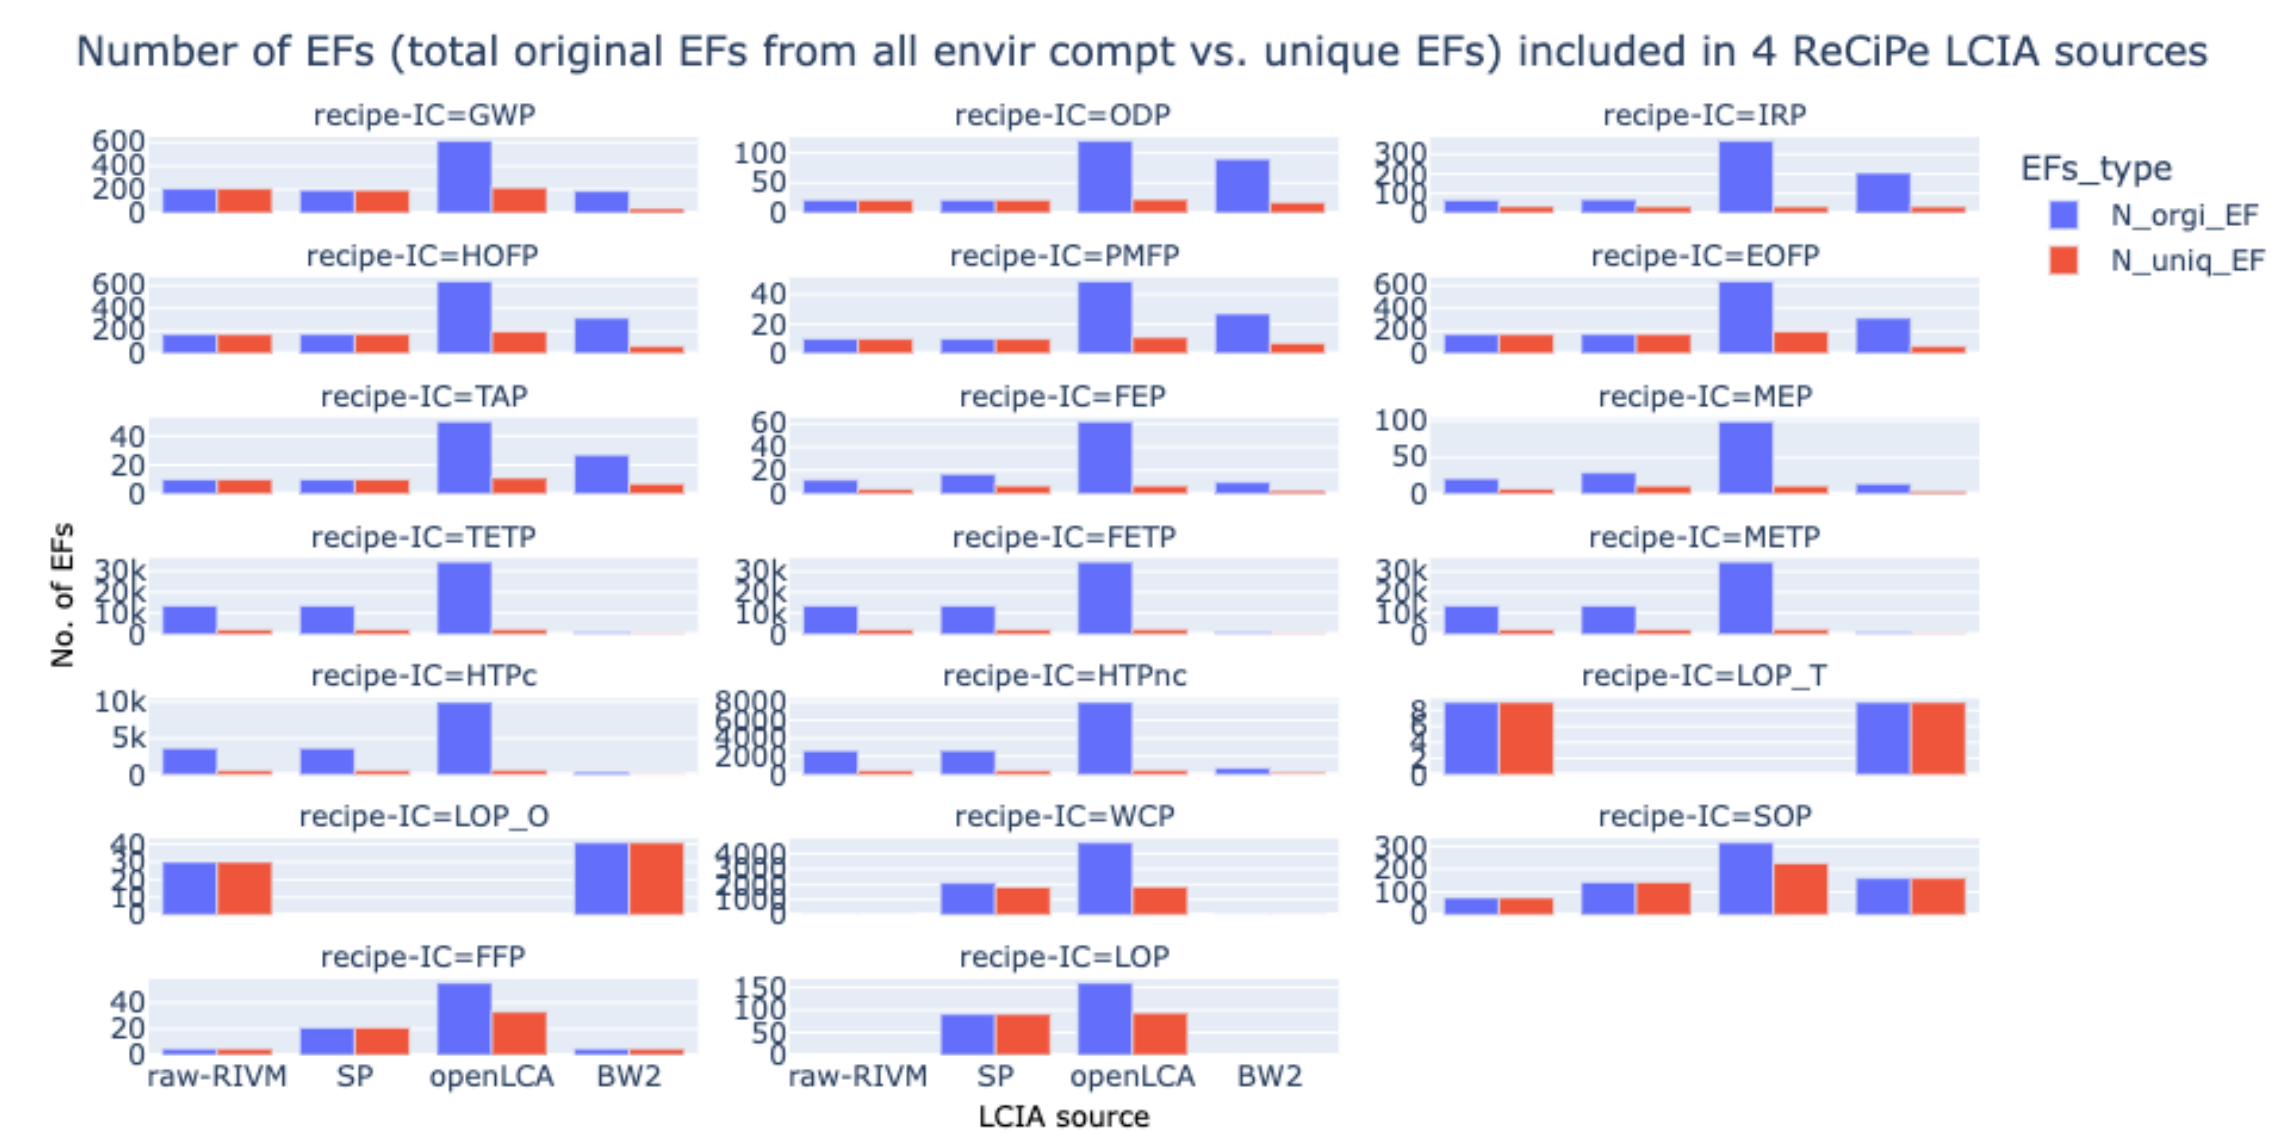 Number of EFs (total original EFs from all envir compt vs. unique EFs) included in 4 ReCiPe LCIA sources
recipe-IC=GWP
600
400
200
0
recipe-IC=ODP
100
50
0
recipe-IC=IRP
300
200
100
0
EFs_type
N_orgi_EF
N_uniq_EF
recipe-IC=HOFP
600
400
200
0
recipe-IC=PMFP
40
20
0
recipe-IC=EOFP
600
400
200
0
recipe-IC=TAP
40
20
0
recipe-IC=FEP
60
40
20
0
recipe-IC=MEP
100
50
0
No. of EFs
recipe-IC=TETP
30k
20k
10k
0
recipe-IC=FETP
30k
20k
10k
0
recipe-IC=METP
30k
20k
10k
0
recipe-IC=HTPc
10k
5k
0
recipe-IC=HTPnc
8000
6000
4000
2000
0
recipe-IC=LOP_T
8
6
4
2
0
recipe-IC=LOP_O
40
30
20
10
0
recipe-IC=WCP
4000
3000
2000
1000
0
recipe-IC=SOP
300
200
100
0
recipe-IC=FFP
40
20
0
recipe-IC=LOP
150
100
50
0
raw-RIVM SP openLCA BW2
raw-RIVM SP openLCA BW2
LCIA source